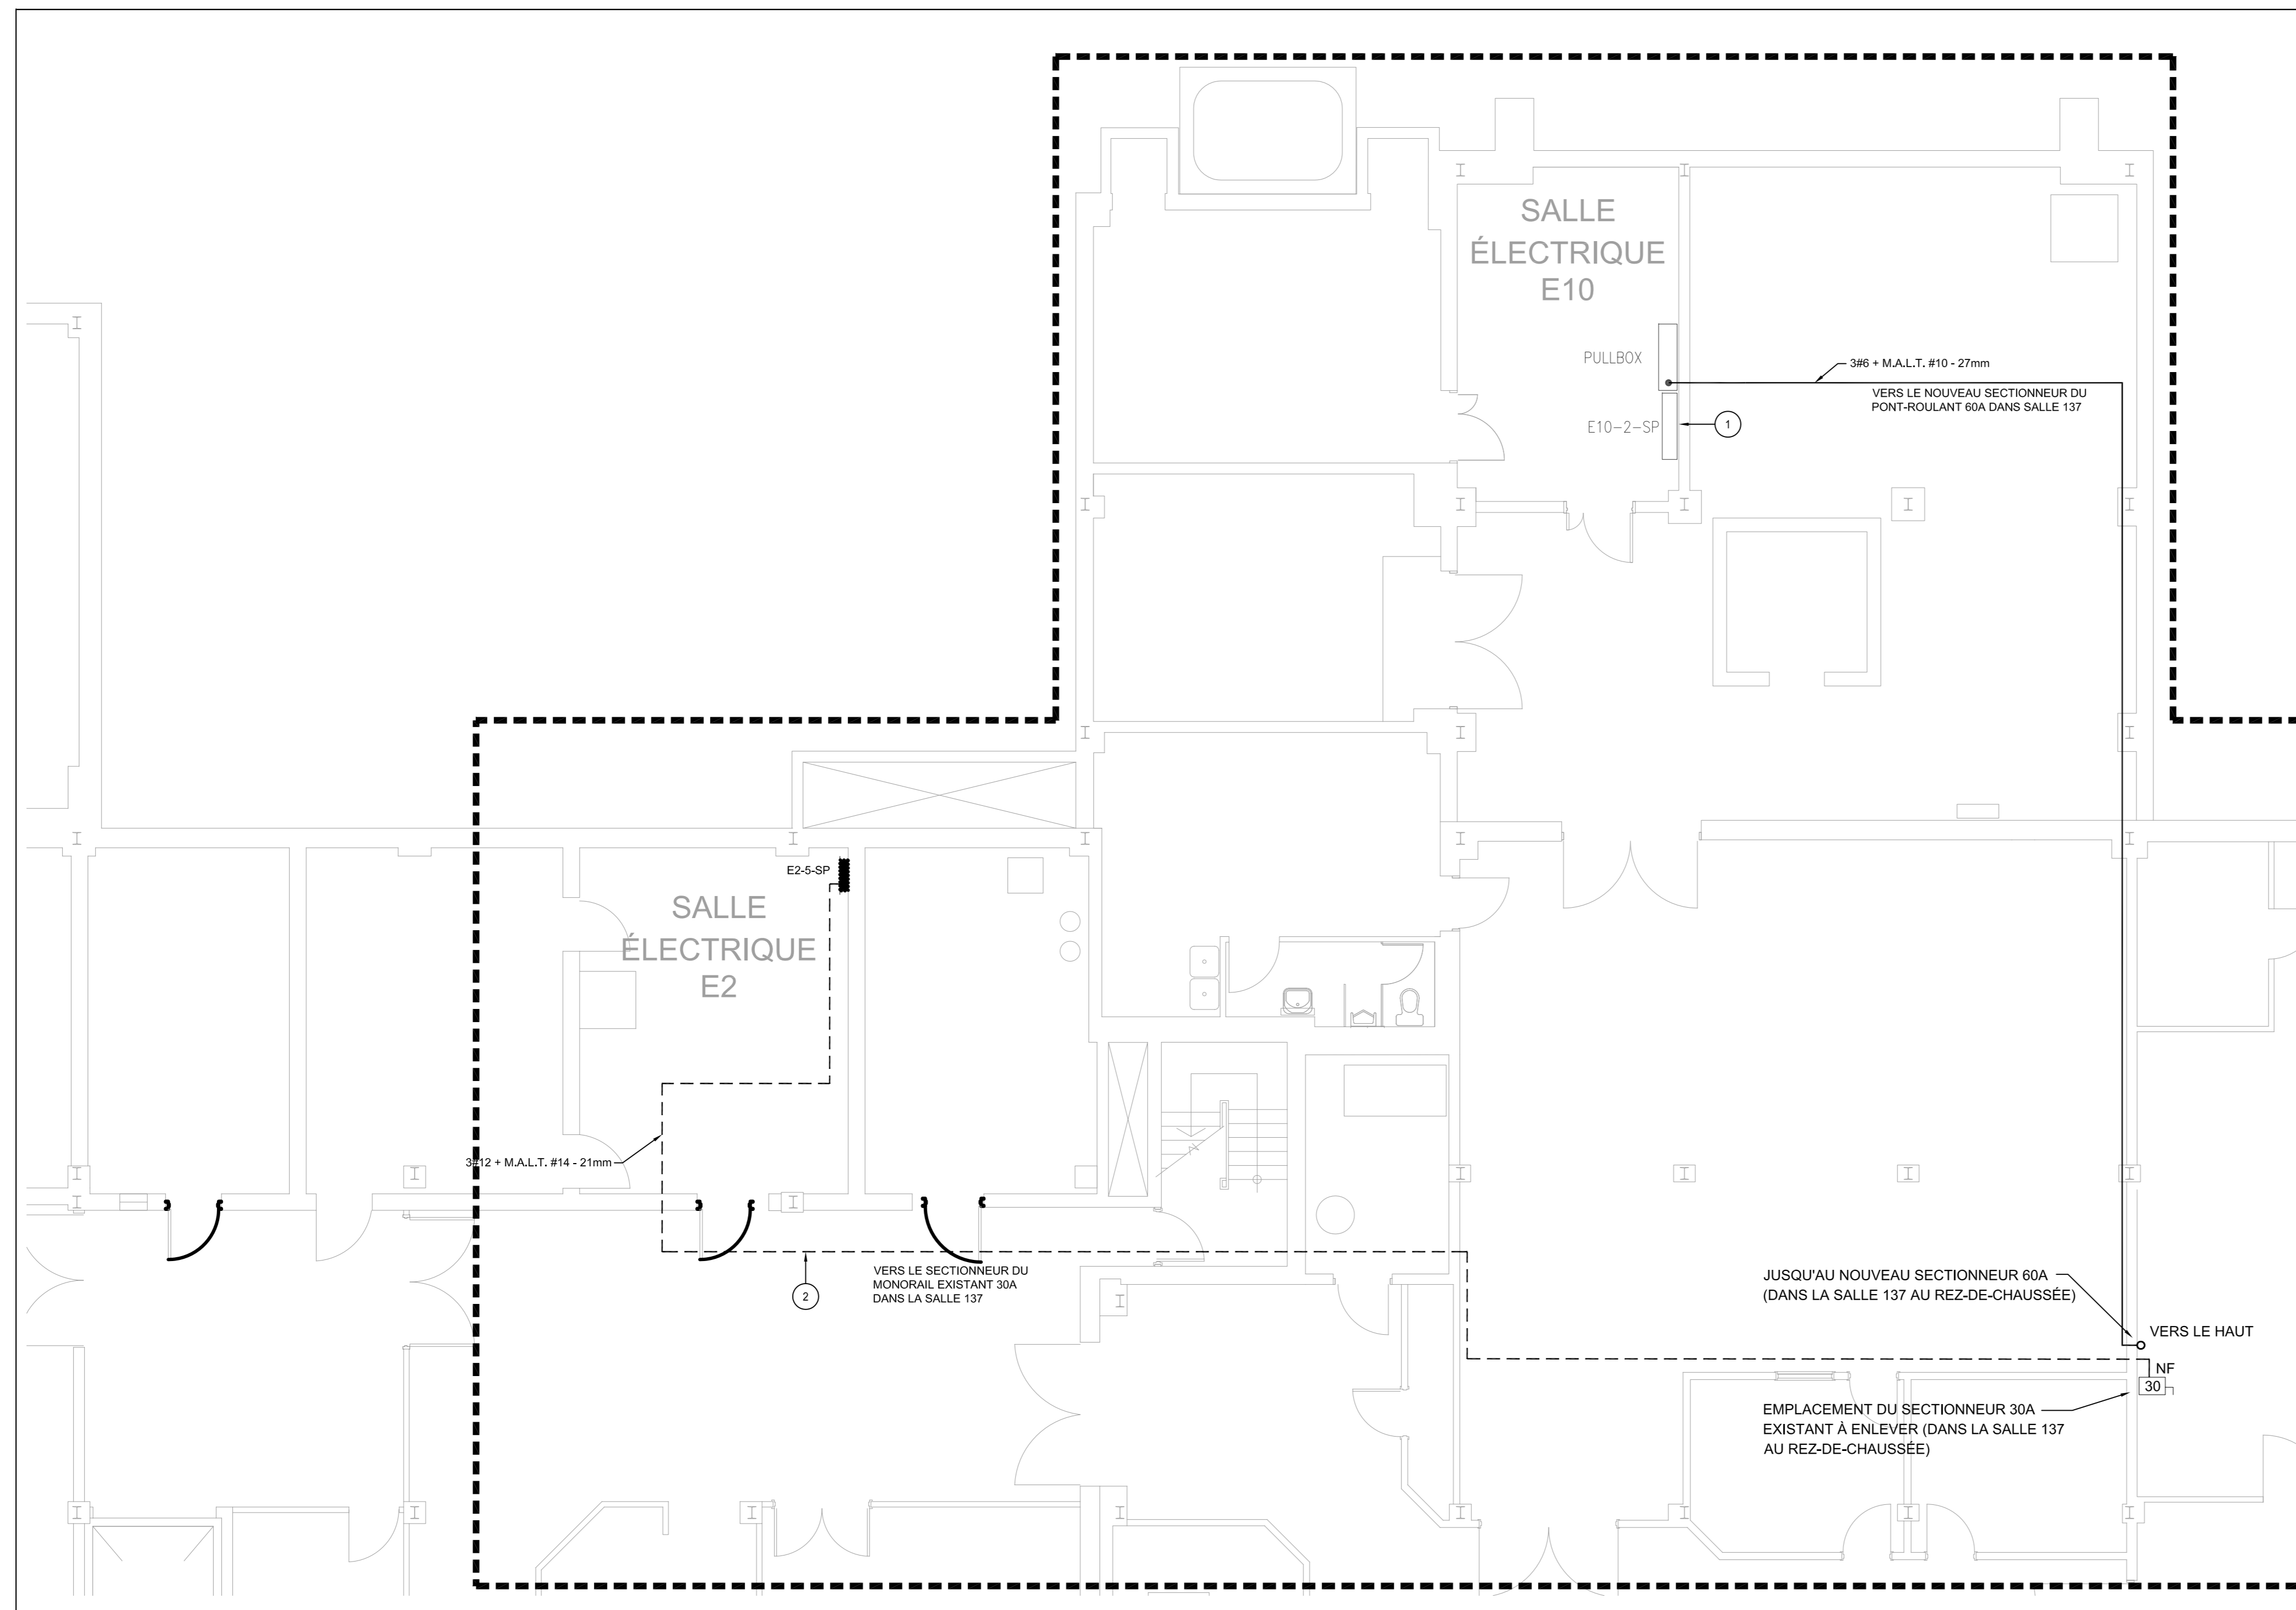 SALLE
ÉLECTRIQUE
E10
PULLBOX
3#6 + M.A.L.T. #10 - 27mm
VERS LE NOUVEAU SECTIONNEUR DU
PONT-ROULANT 60A DANS SALLE 137
E10-2-SP
1
E2-5-SP
SALLE
ÉLECTRIQUE
E2
3#12 + M.A.L.T. #14 - 21mm
2
VERS LE SECTIONNEUR DU
MONORAIL EXISTANT 30A
DANS LA SALLE 137
JUSQU'AU NOUVEAU SECTIONNEUR 60A
(DANS LA SALLE 137 AU REZ-DE-CHAUSSÉE)
VERS LE HAUT
NF
30
EMPLACEMENT DU SECTIONNEUR 30A
EXISTANT À ENLEVER (DANS LA SALLE 137
AU REZ-DE-CHAUSSÉE)